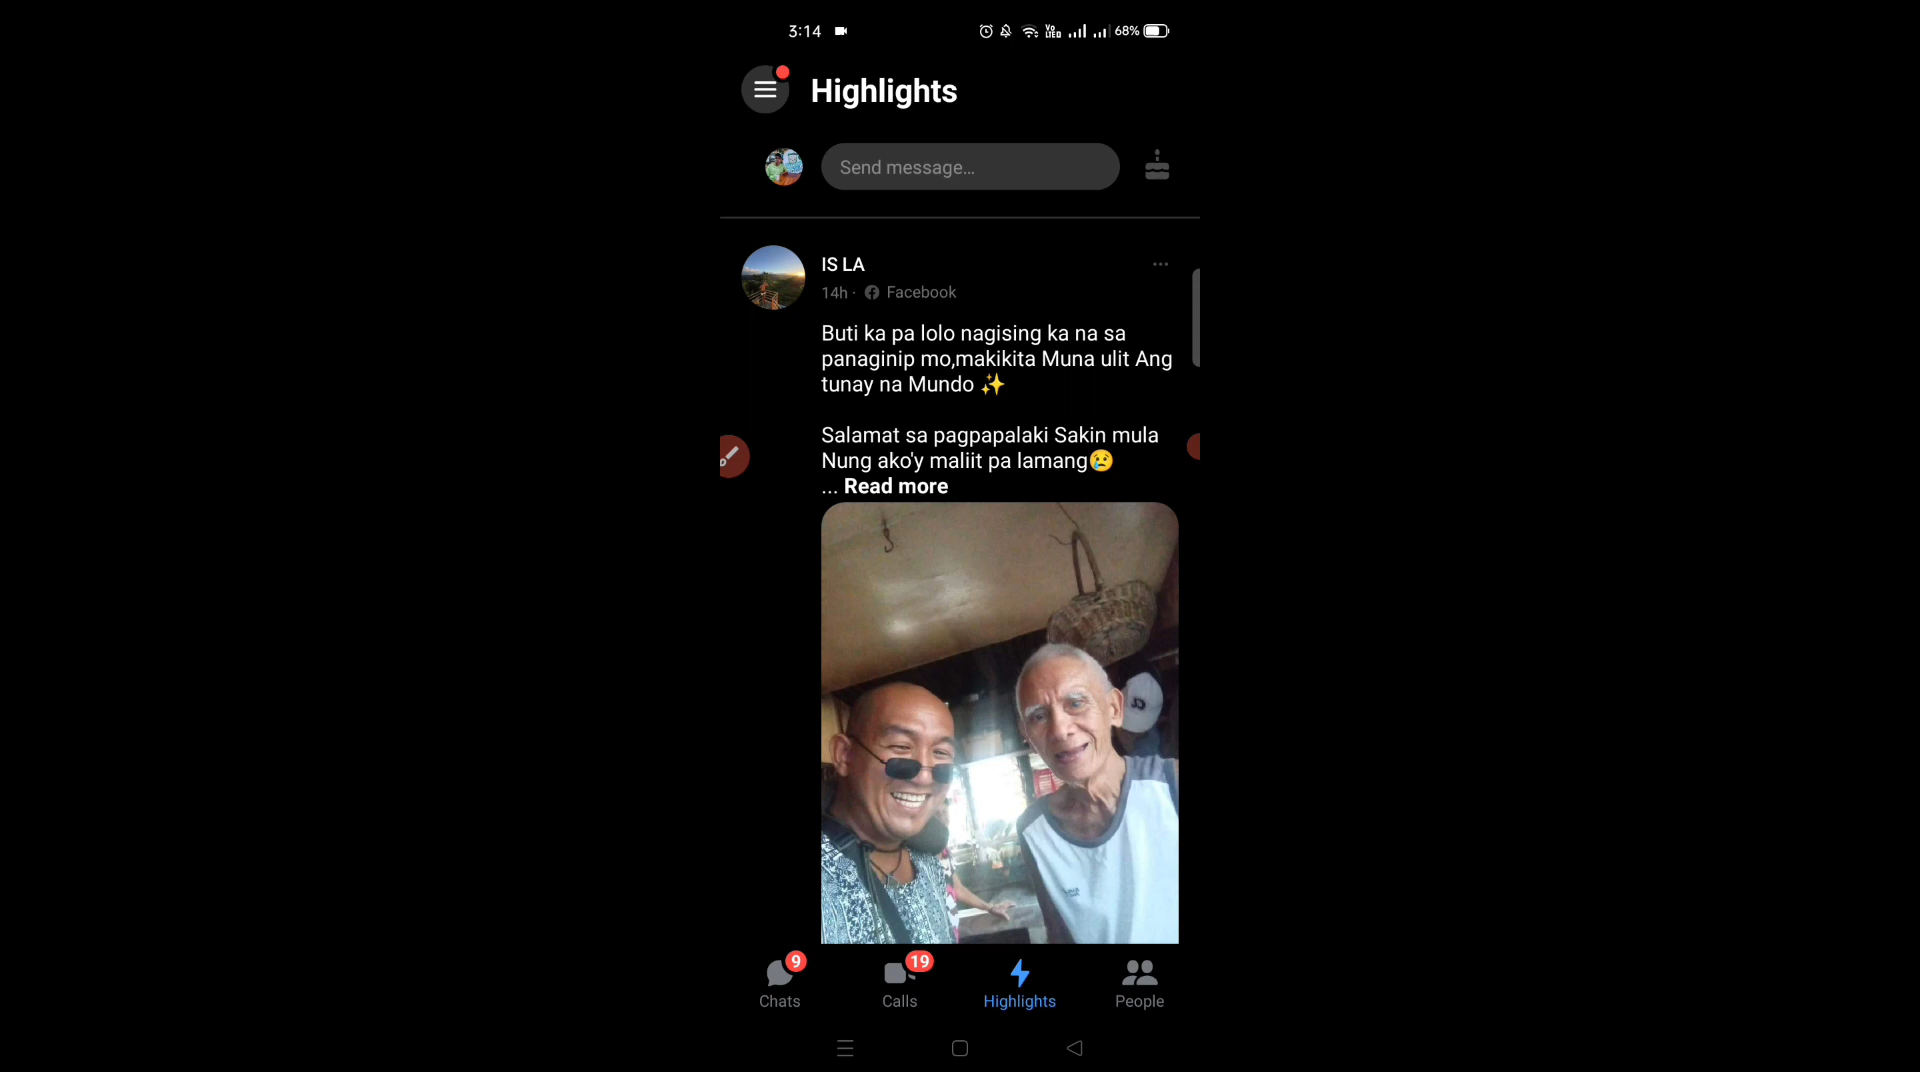 3:14
68%
Highlights
Send message...
IS LA
14h · Facebook
Buti ka pa lolo nagising ka na sa
panaginip mo,makikita Muna ulit Ang
tunay na Mundo ✨
Salamat sa pagpapalaki Sakin mula
Nung ako'y maliit pa lamang😢
... Read more
9
19
Chats
Calls
Highlights
People